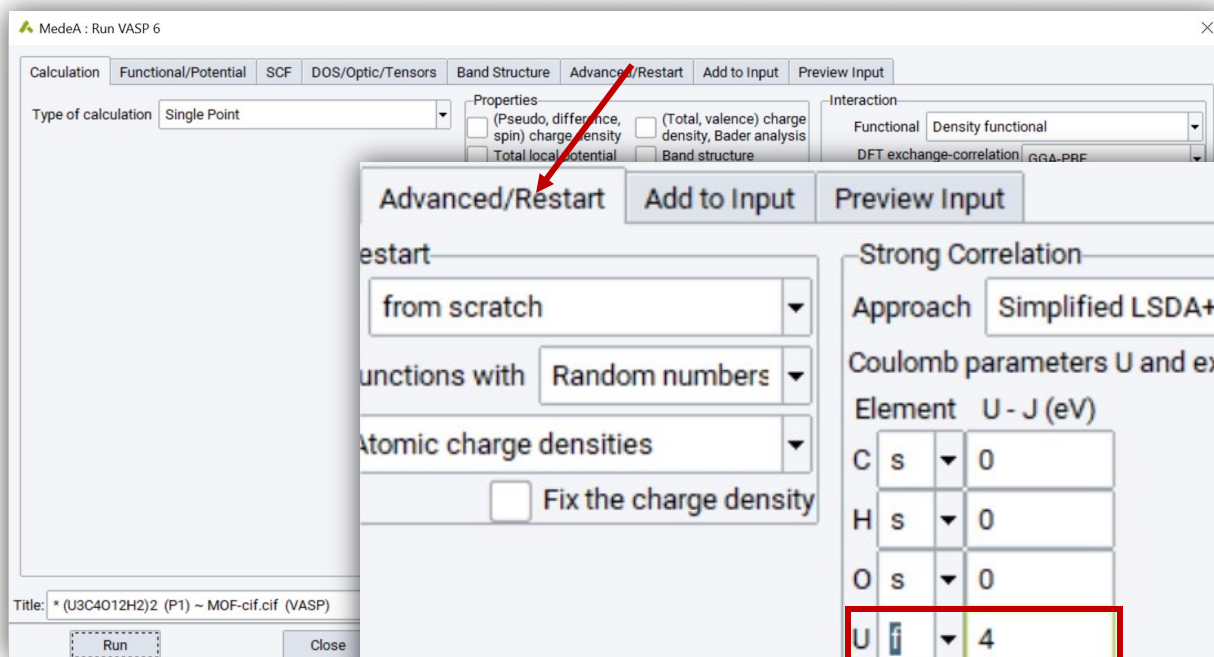 MedeA : Run VASP 6
Calculation Functional/Potential SCF DOS/Optic/Tensors Band Structure Advanced/Restart Add to Input Preview Input
Type of calculation Single Point
Properties
(Pseudo, difference,
spin) charge density
(Total, valence) charge
density, Bader analysis
Total local potential
Band structure
Interaction
Functional Density functional
DFT exchange-correlation GGA-PBE
Advanced/Restart Add to Input Preview Input
estart
from scratch
unctions with Random numbers
Atomic charge densities
Fix the charge density
Strong Correlation
Approach Simplified LSDA+
Coulomb parameters U and ex
Element U - J (eV)
C s 0
H s 0
O s 0
U f 4
Title: * (U3C4O12H2)2 (P1) ~ MOF-cif.cif (VASP)
Run Close